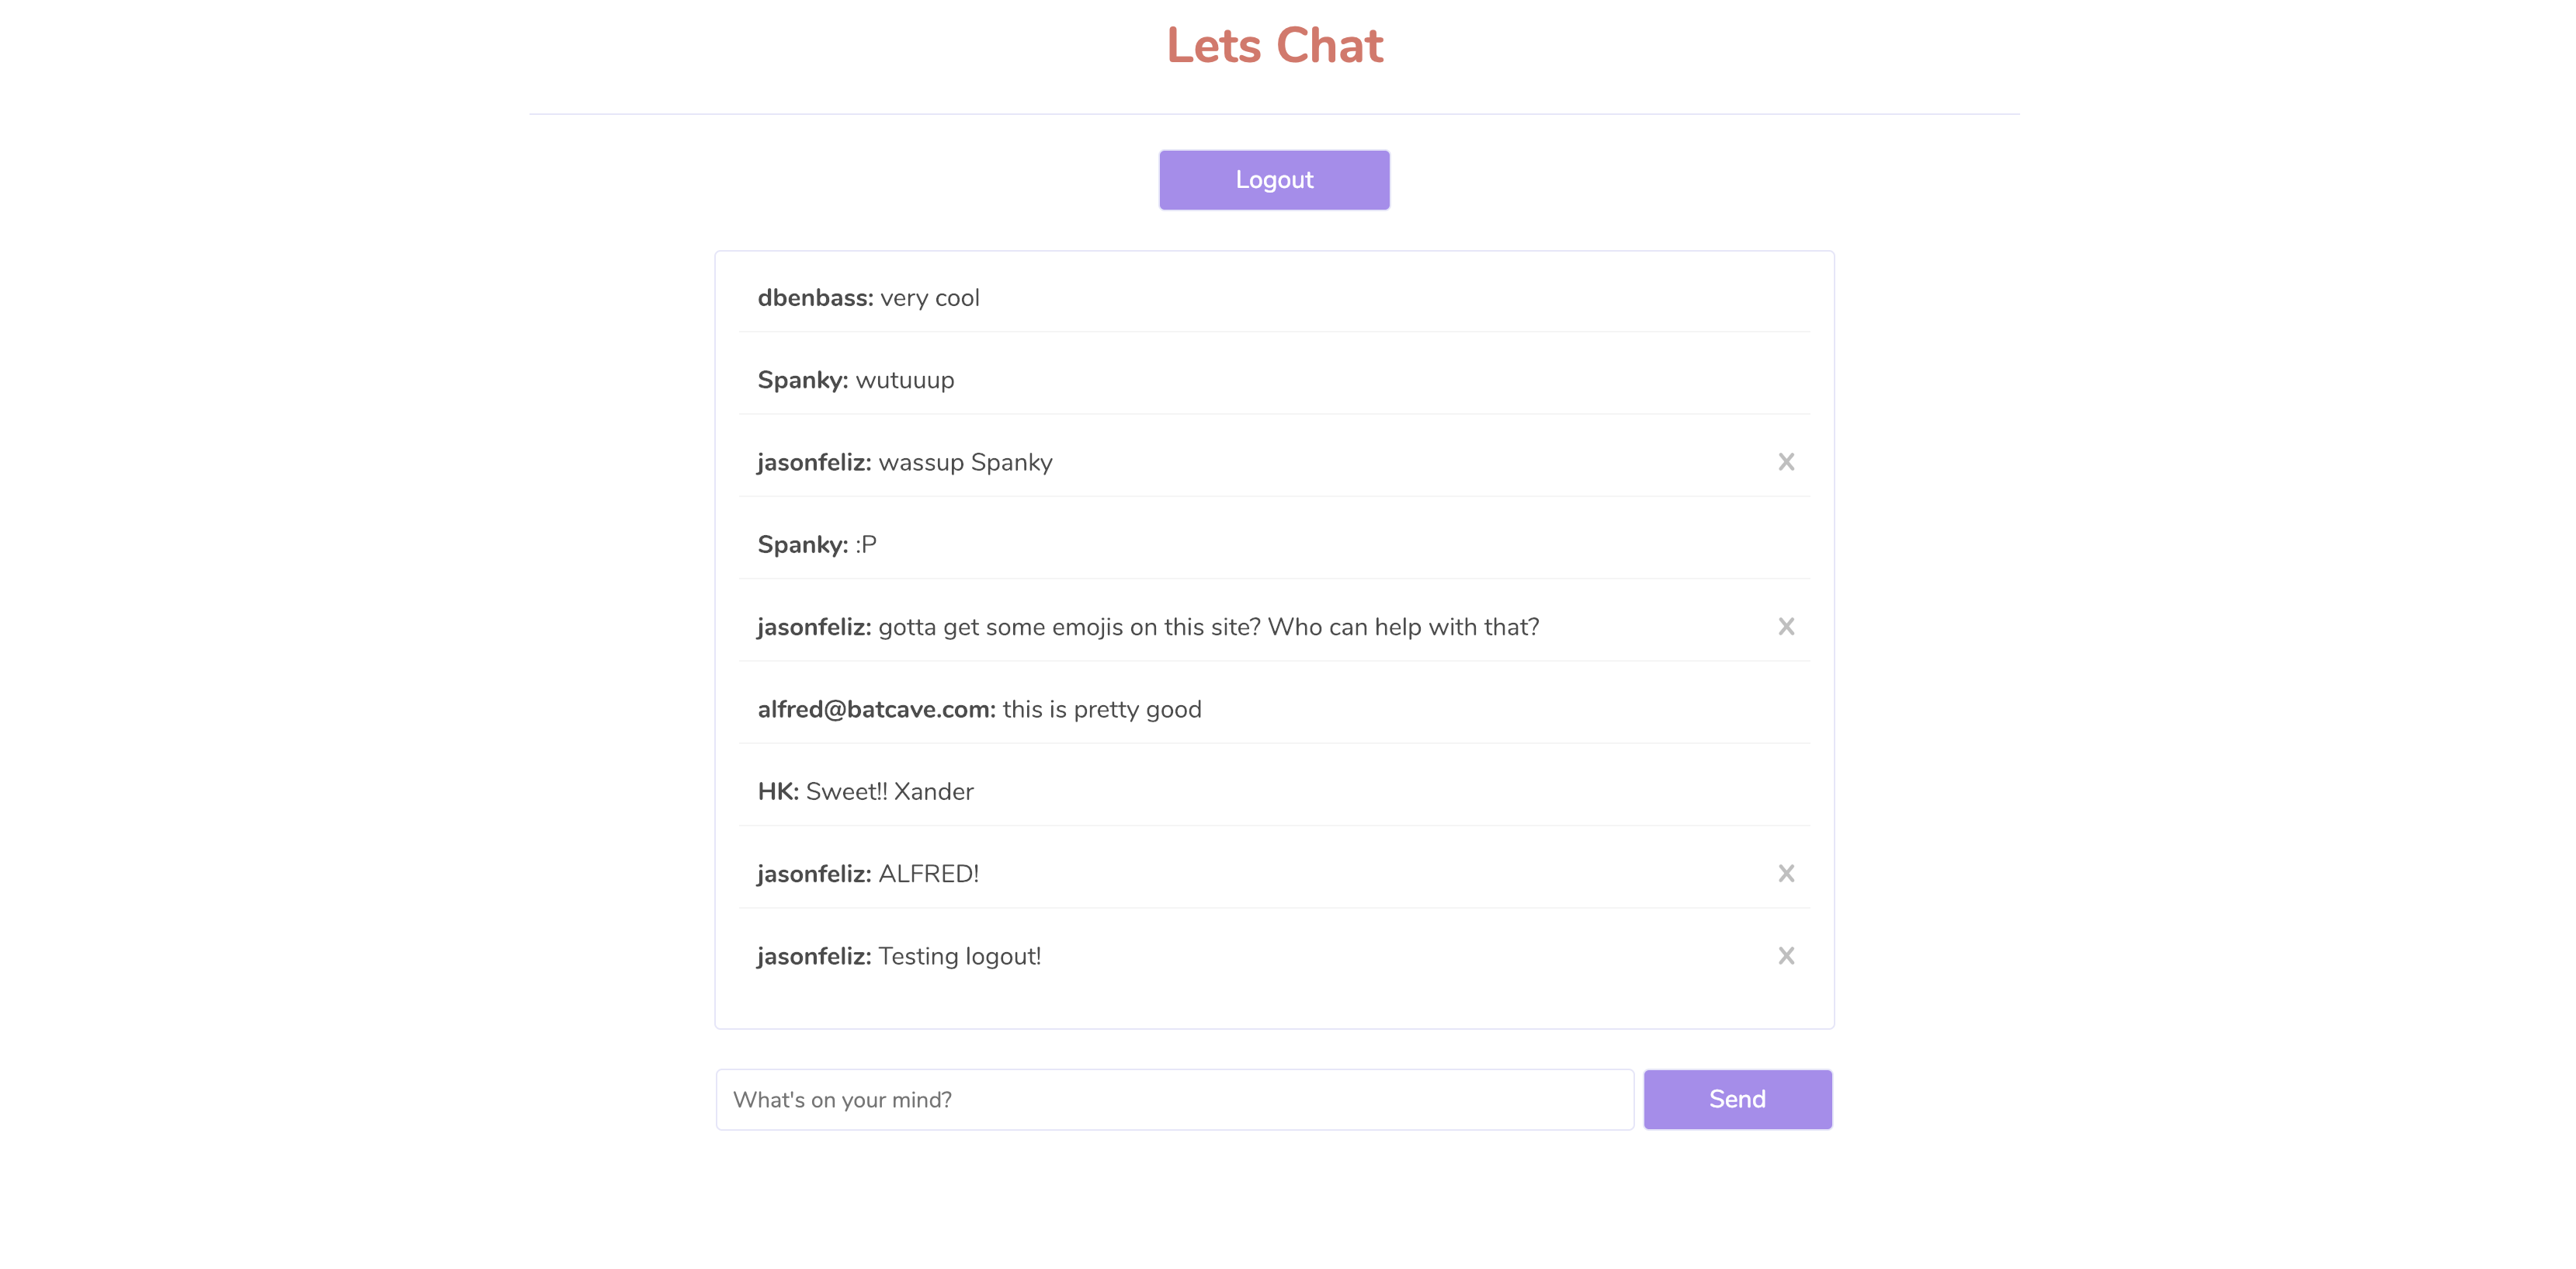 Lets Chat
Logout
dbenbass: very cool
Spanky: wutuuup
jasonfeliz: wassup Spanky X
Spanky: :P
jasonfeliz: gotta get some emojis on this site? Who can help with that? X
alfred@batcave.com: this is pretty good
HK: Sweet!! Xander
jasonfeliz: ALFRED! X
jasonfeliz: Testing logout! X
What's on your mind? Send